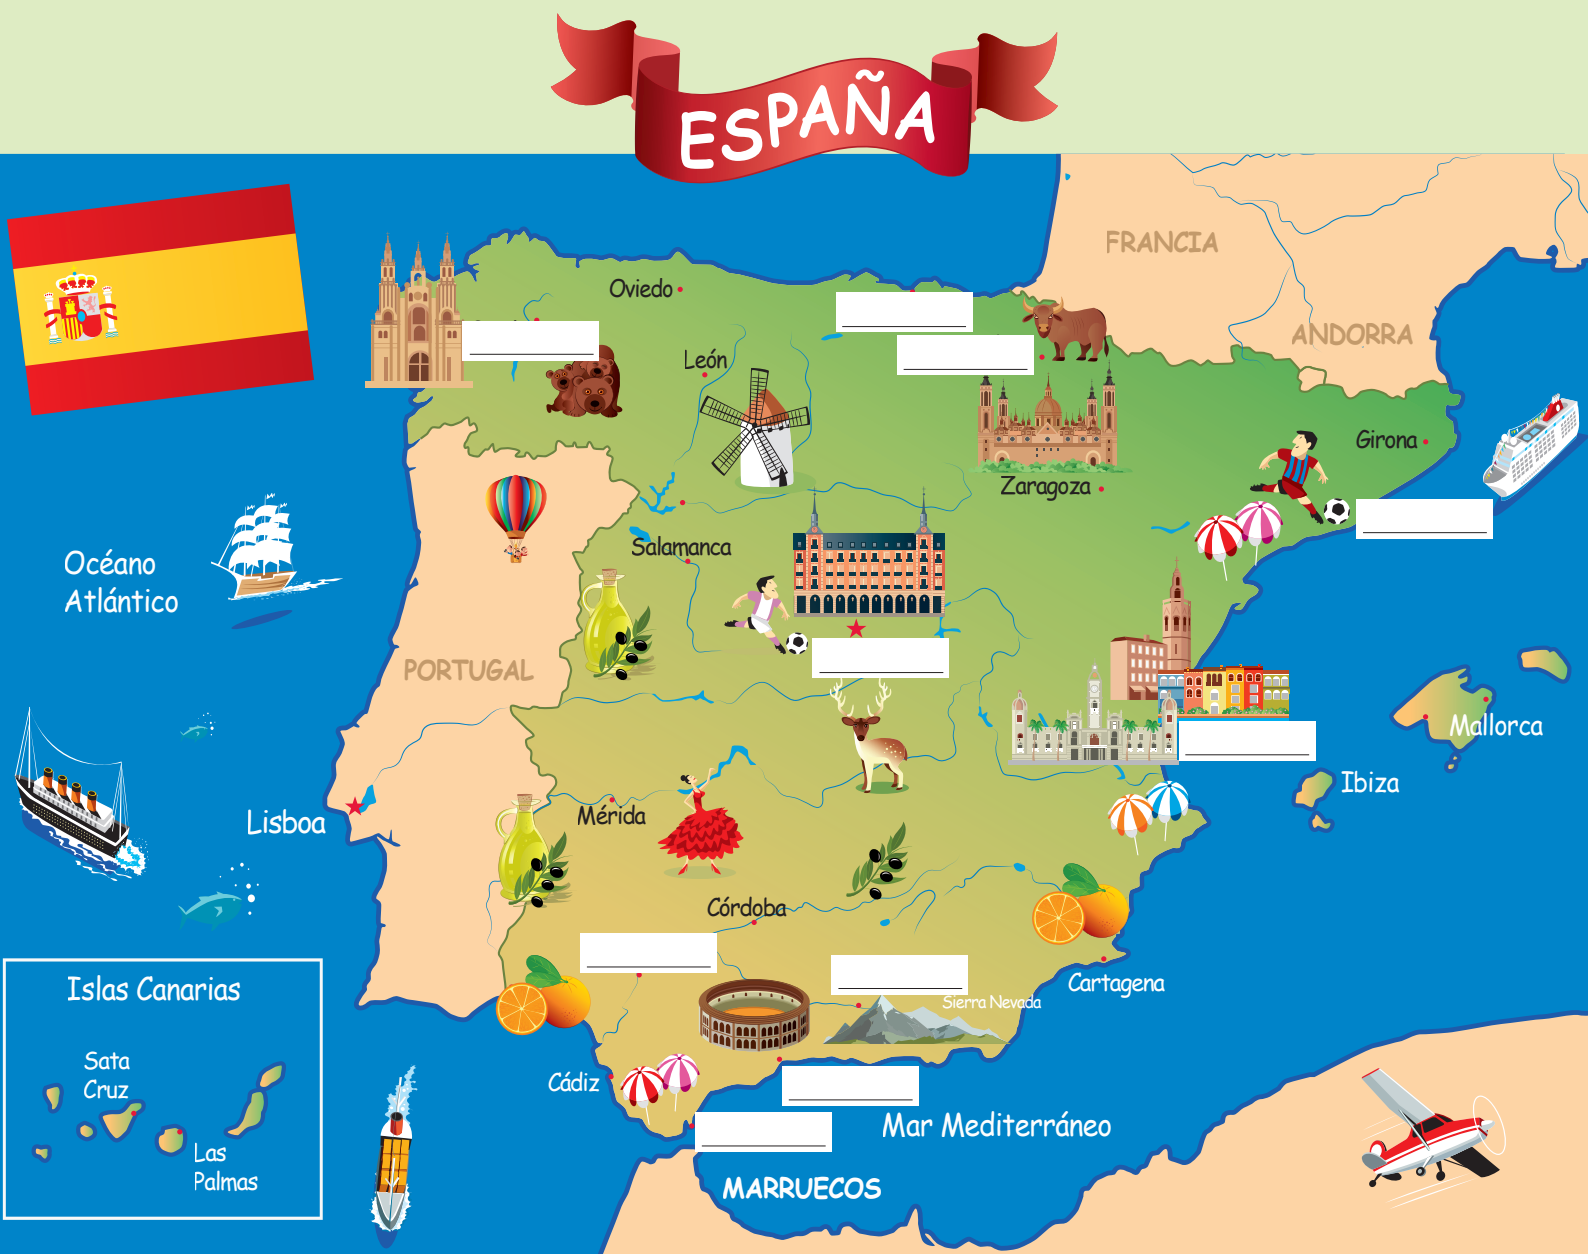 ESPAÑA
FRANCIA
Oviedo
ANDORRA
León
Girona
Zaragoza
Salamanca
Océano
Atlántico
PORTUGAL
Mallorca
Ibiza
Mérida
Lisboa
Córdoba
Cartagena
Islas Canarias
Sierra Nevada
Sata
Cruz
Cádiz
Mar Mediterráneo
Las
Palmas
MARRUECOS